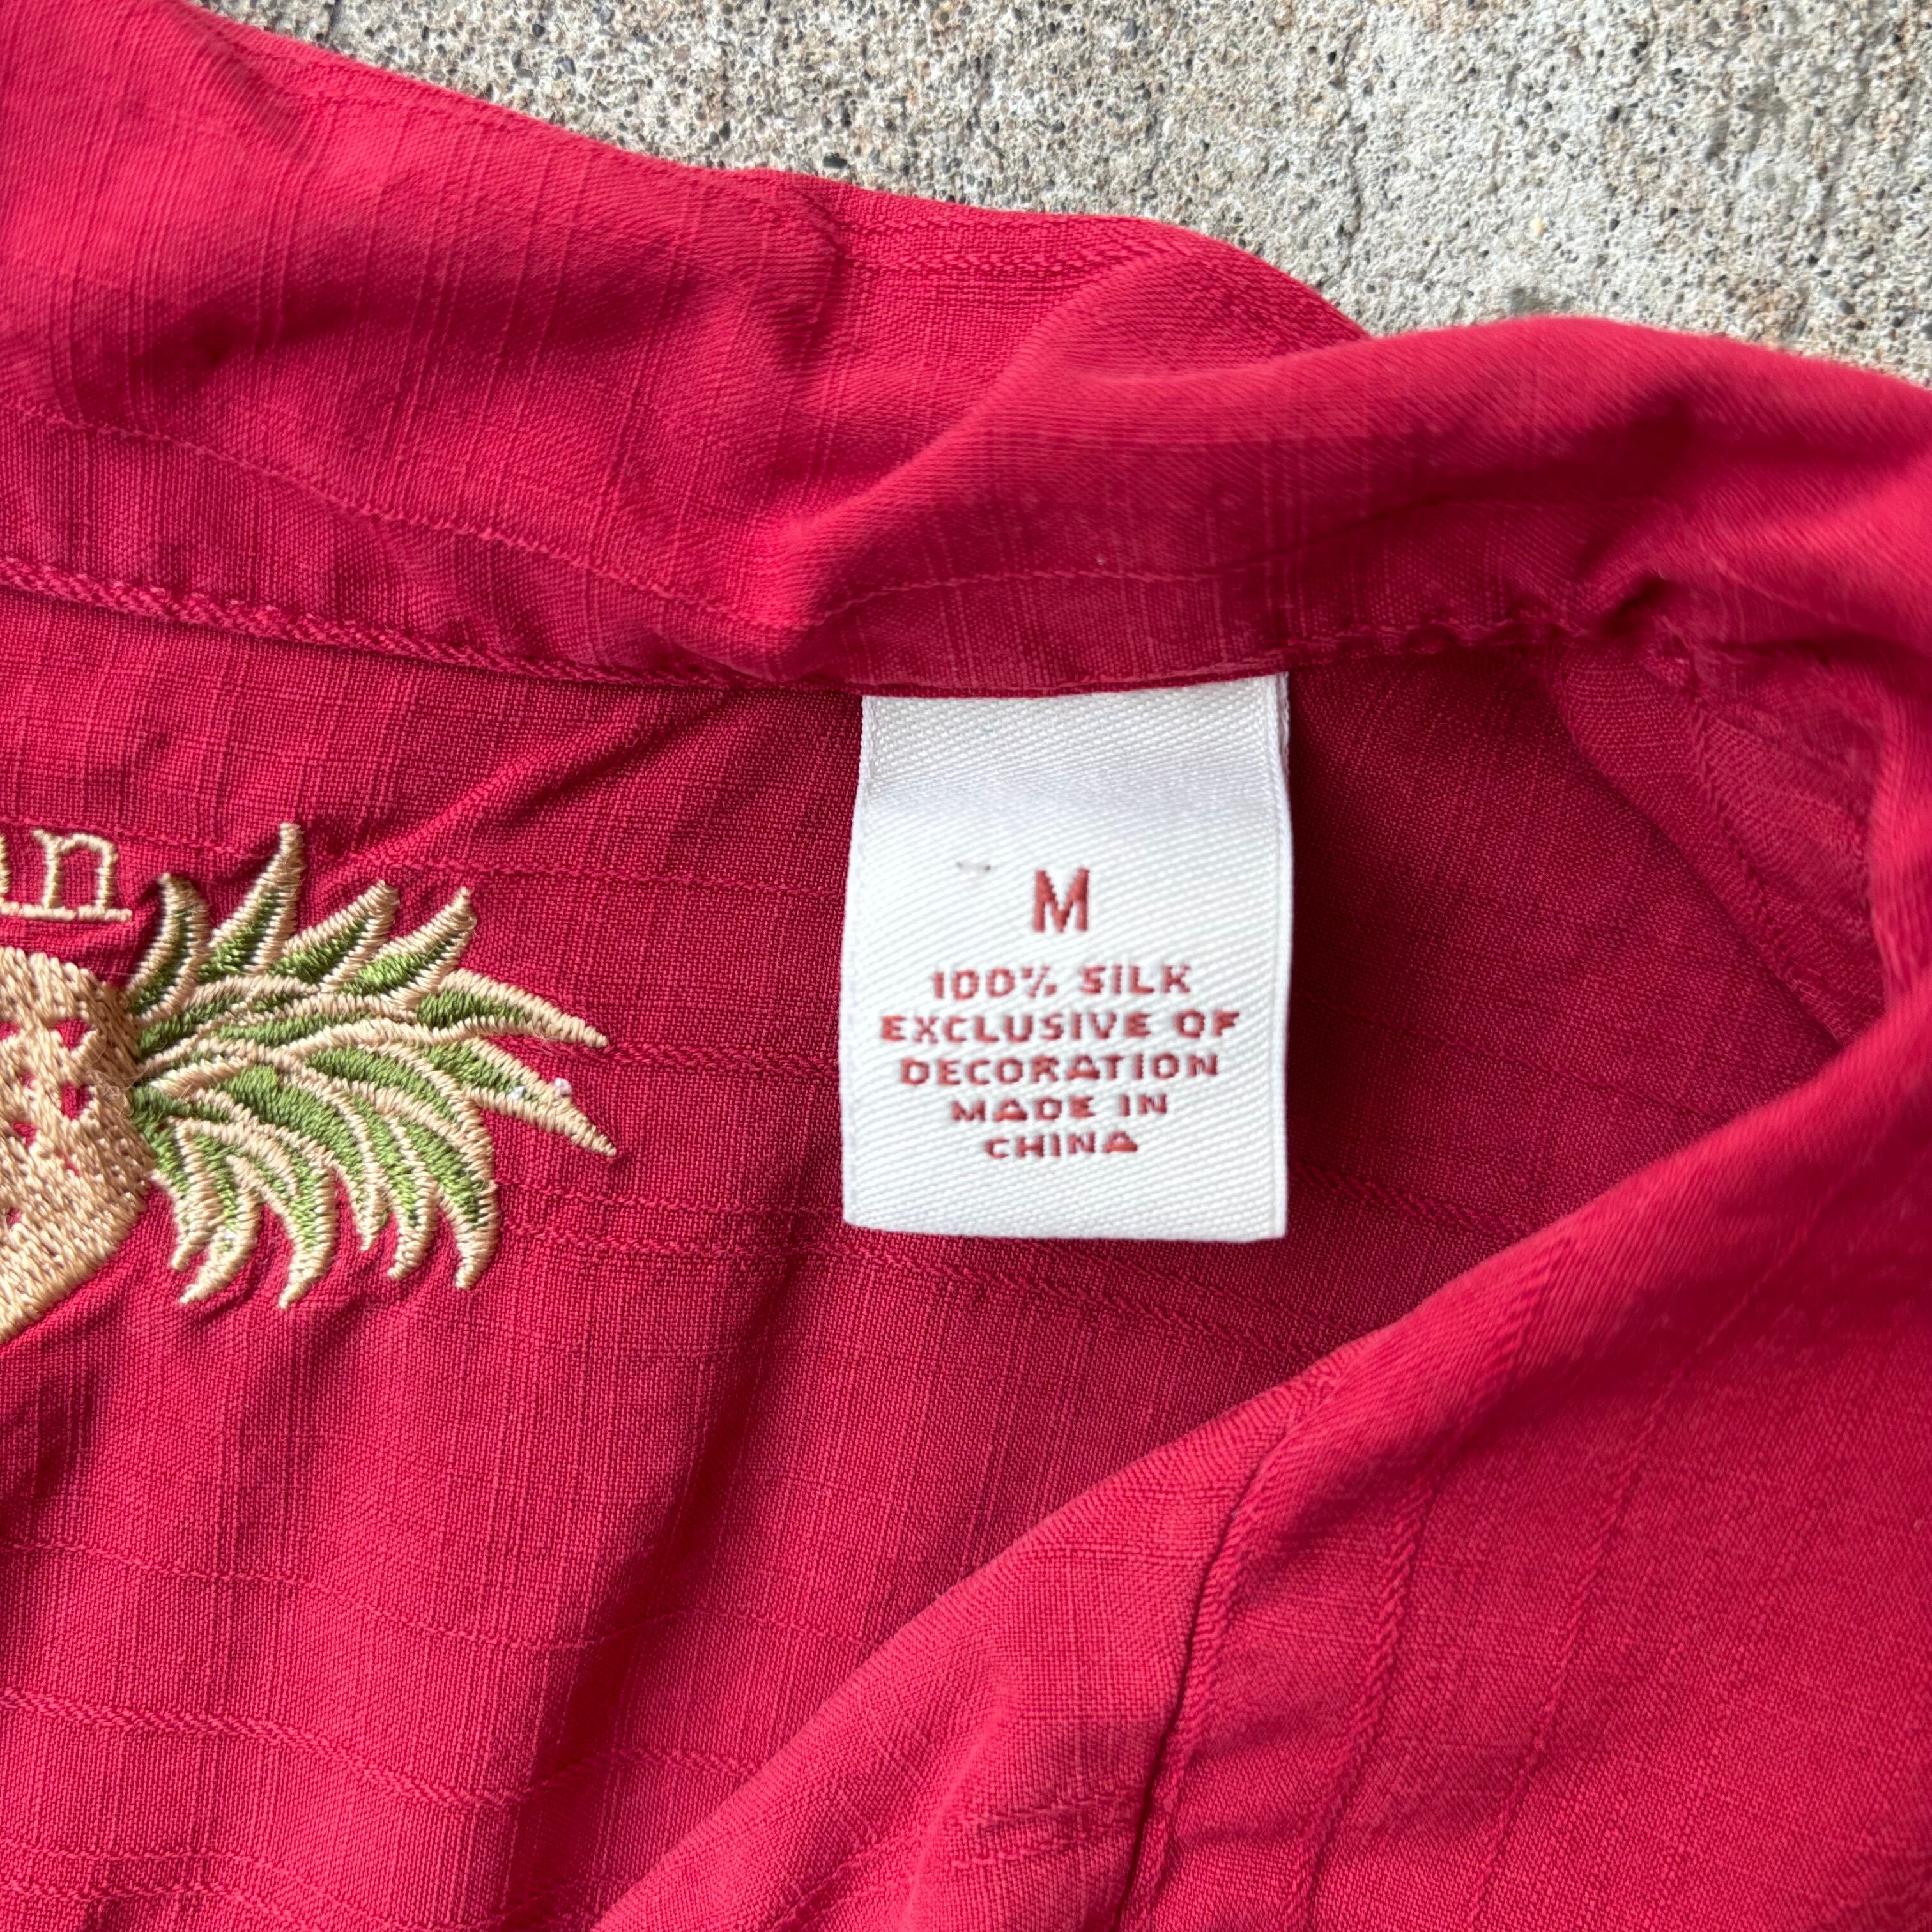 M
100% SILK
EXCLUSIVE OF
DECORATION
MADE IN
CHINA